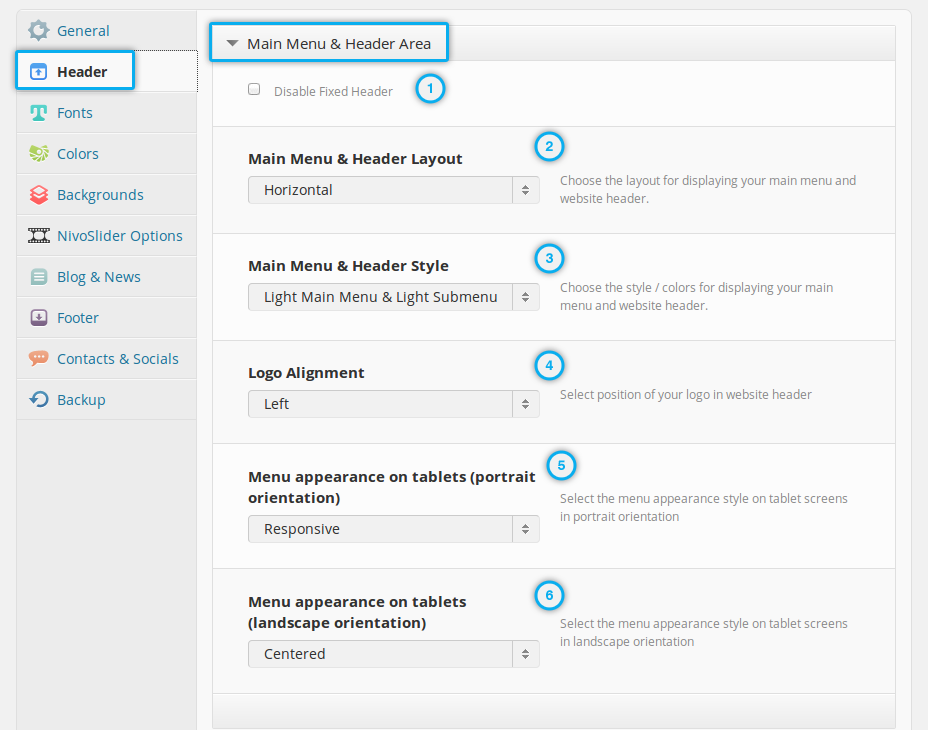 General
Header
Fonts
Colors
Backgrounds
NivoSlider Options
Blog & News
Footer
Contacts & Socials
Backup
Main Menu & Header Area
Disable Fixed Header
1
Main Menu & Header Layout
2
Horizontal
Choose the layout for displaying your main menu and
website header.
Main Menu & Header Style
3
Light Main Menu & Light Submenu
Choose the style / colors for displaying your main
menu and website header.
Logo Alignment
4
Left
Select position of your logo in website header
Menu appearance on tablets (portrait
orientation)
5
Responsive
Select the menu appearance style on tablet screens
in portrait orientation
Menu appearance on tablets
(landscape orientation)
6
Centered
Select the menu appearance style on tablet screens
in landscape orientation